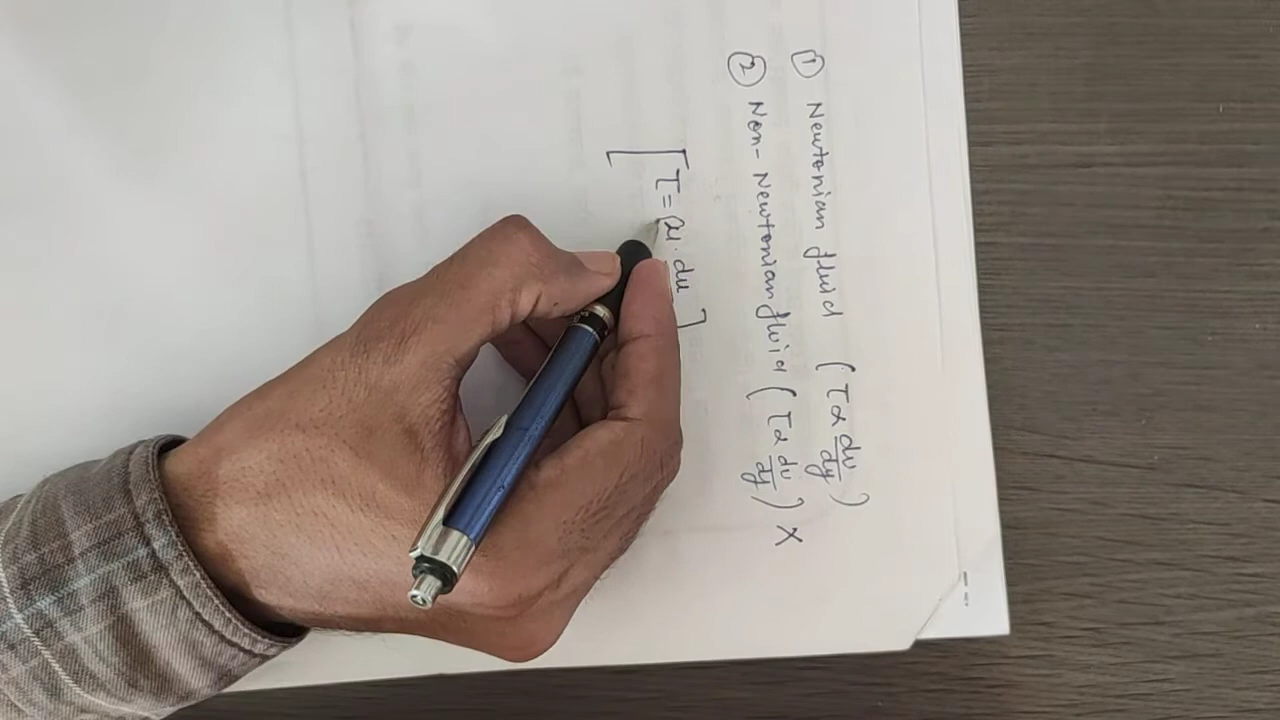 ① Newtonian fluid (τ α du/dy)
② Non-Newtonian fluid (τ α du/dy) ×
[τ = μ · du ]